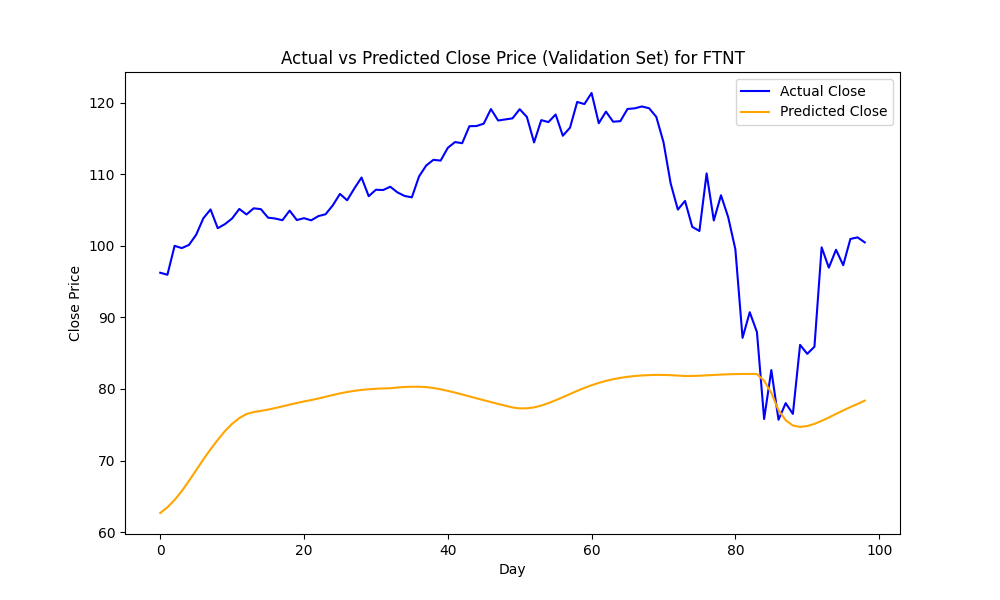 Actual vs Predicted Close Price (Validation Set) for FTNT
Actual Close
Predicted Close
Close Price
120
110
100
90
80
70
60
0 20 40 60 80 100
Day